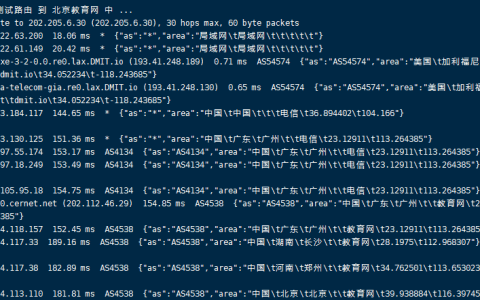 测试路由 到 北京教育网 中 ...
te to 202.205.6.30 (202.205.6.30), 30 hops max, 60 byte packets
22.63.200 18.06 ms * {"as":"*","area":"局域网\t局域网\t\t\t\t\t"}
22.61.149 20.42 ms * {"as":"*","area":"局域网\t局域网\t\t\t\t\t"}
xe-3-2-0.0.re0.lax.DMIT.io (193.41.248.189) 0.71 ms AS54574 {"as":"AS54574","area":"美国\t加利福尼
dmit.io\t34.052234\t-118.243685"}
a-telecom-gia.re0.lax.DMIT.io (193.41.248.130) 0.65 ms AS54574 {"as":"AS54574","area":"美国\t加利
t\tdmit.io\t34.052234\t-118.243685"}
3.184.117 144.65 ms * {"as":"*","area":"中国\t中国\t\t\t电信\t36.894402\t104.166"}
3.130.125 151.36 ms * {"as":"*","area":"中国\t广东\t广州\t\t电信\t23.12911\t113.264385"}
97.55.174 153.17 ms AS4134 {"as":"AS4134","area":"中国\t广东\t广州\t\t电信\t23.12911\t113.264385"}
97.18.249 153.49 ms AS4134 {"as":"AS4134","area":"中国\t广东\t广州\t\t电信\t23.12911\t113.264385"}
105.95.18 154.75 ms AS4134 {"as":"AS4134","area":"中国\t广东\t广州\t\t电信\t23.12911\t113.264385"}
0.cernet.net (202.112.46.29) 154.85 ms AS4538 {"as":"AS4538","area":"中国\t广东\t广州\t\t教育网\t2
385"}
4.118.157 152.45 ms AS4538 {"as":"AS4538","area":"中国\t广东\t广州\t\t教育网\t23.12911\t113.2643
4.117.33 189.16 ms AS4538 {"as":"AS4538","area":"中国\t湖南\t长沙\t\t教育网\t28.1975\t112.968307"}
4.117.38 182.89 ms AS4538 {"as":"AS4538","area":"中国\t河南\t郑州\t\t教育网\t34.762501\t113.653023
4.113.110 181.81 ms AS4538 {"as":"AS4538","area":"中国\t北京\t北京\t\t教育网\t39.938884\t116.39745